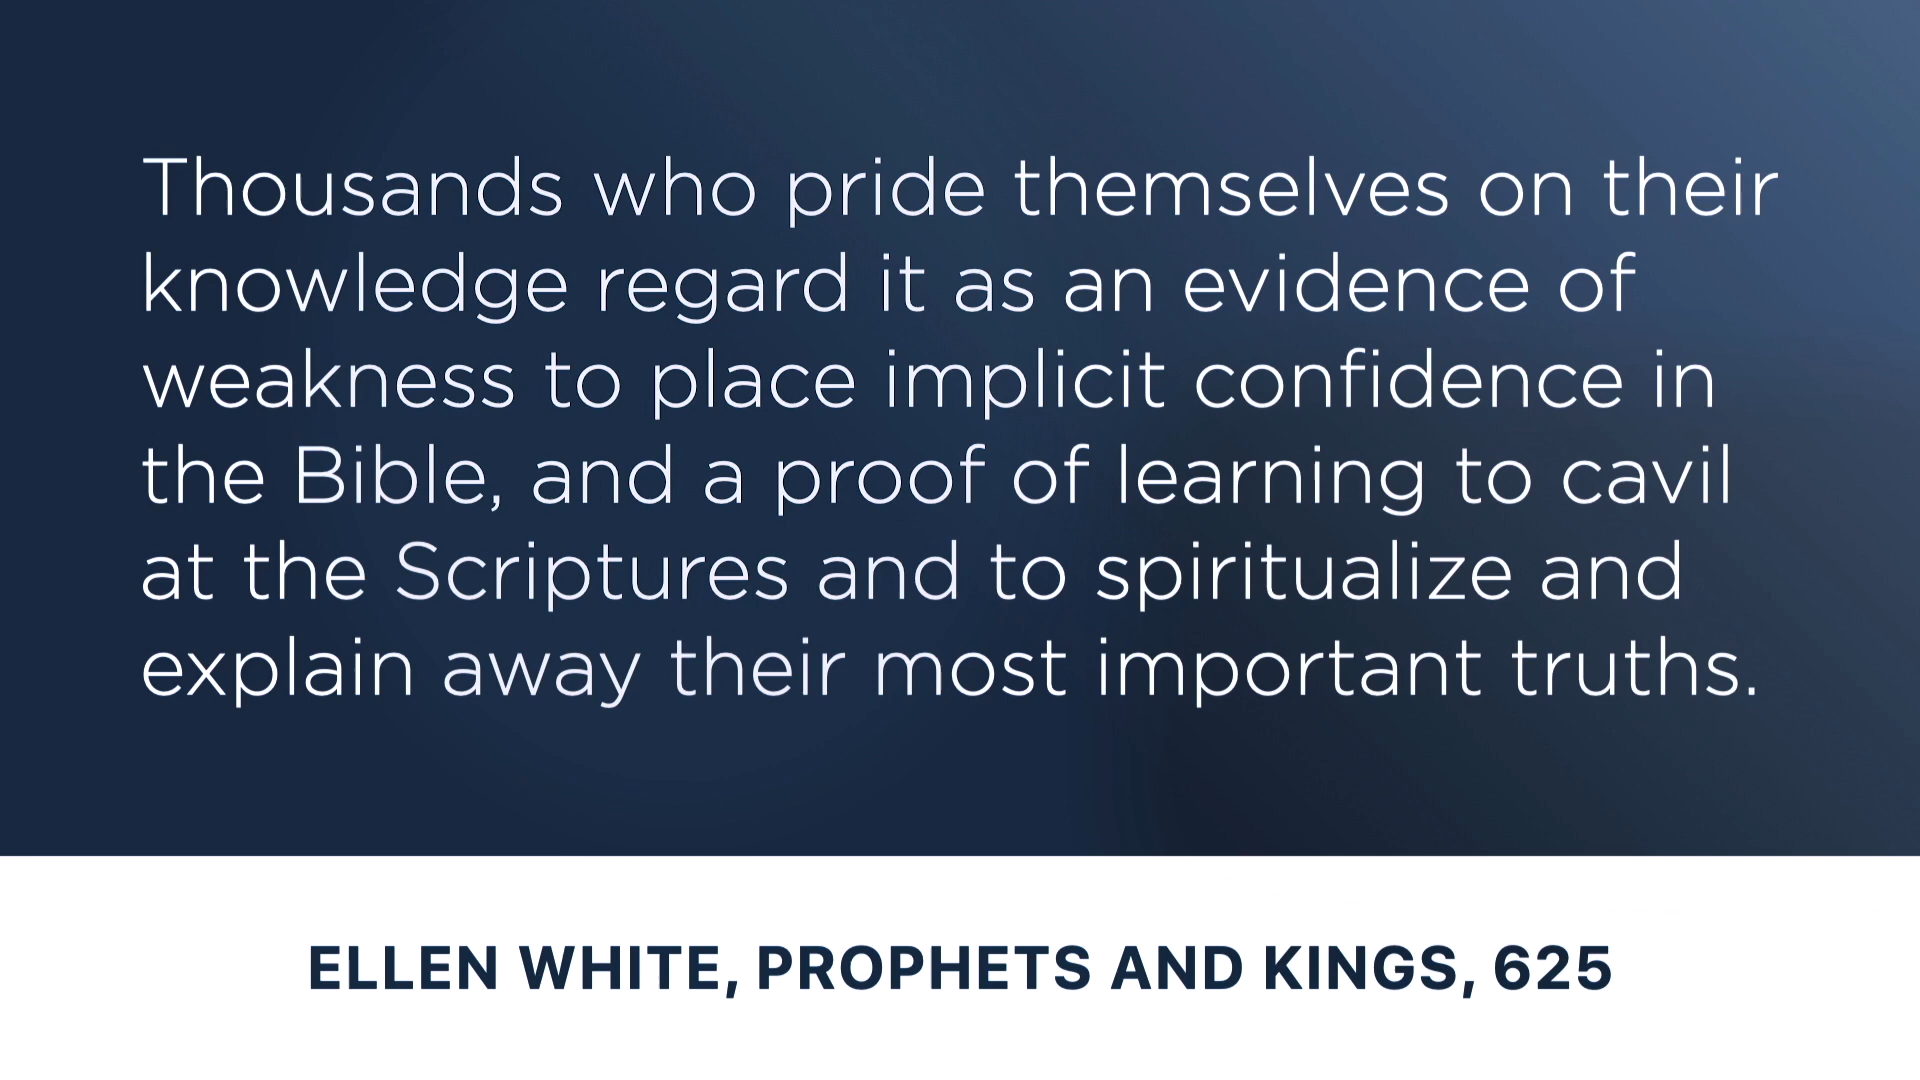 Thousands who pride themselves on their
knowledge regard it as an evidence of
weakness to place implicit confidence in
the Bible, and a proof of learning to cavil
at the Scriptures and to spiritualize and
explain away their most important truths.
ELLEN WHITE, PROPHETS AND KINGS, 625